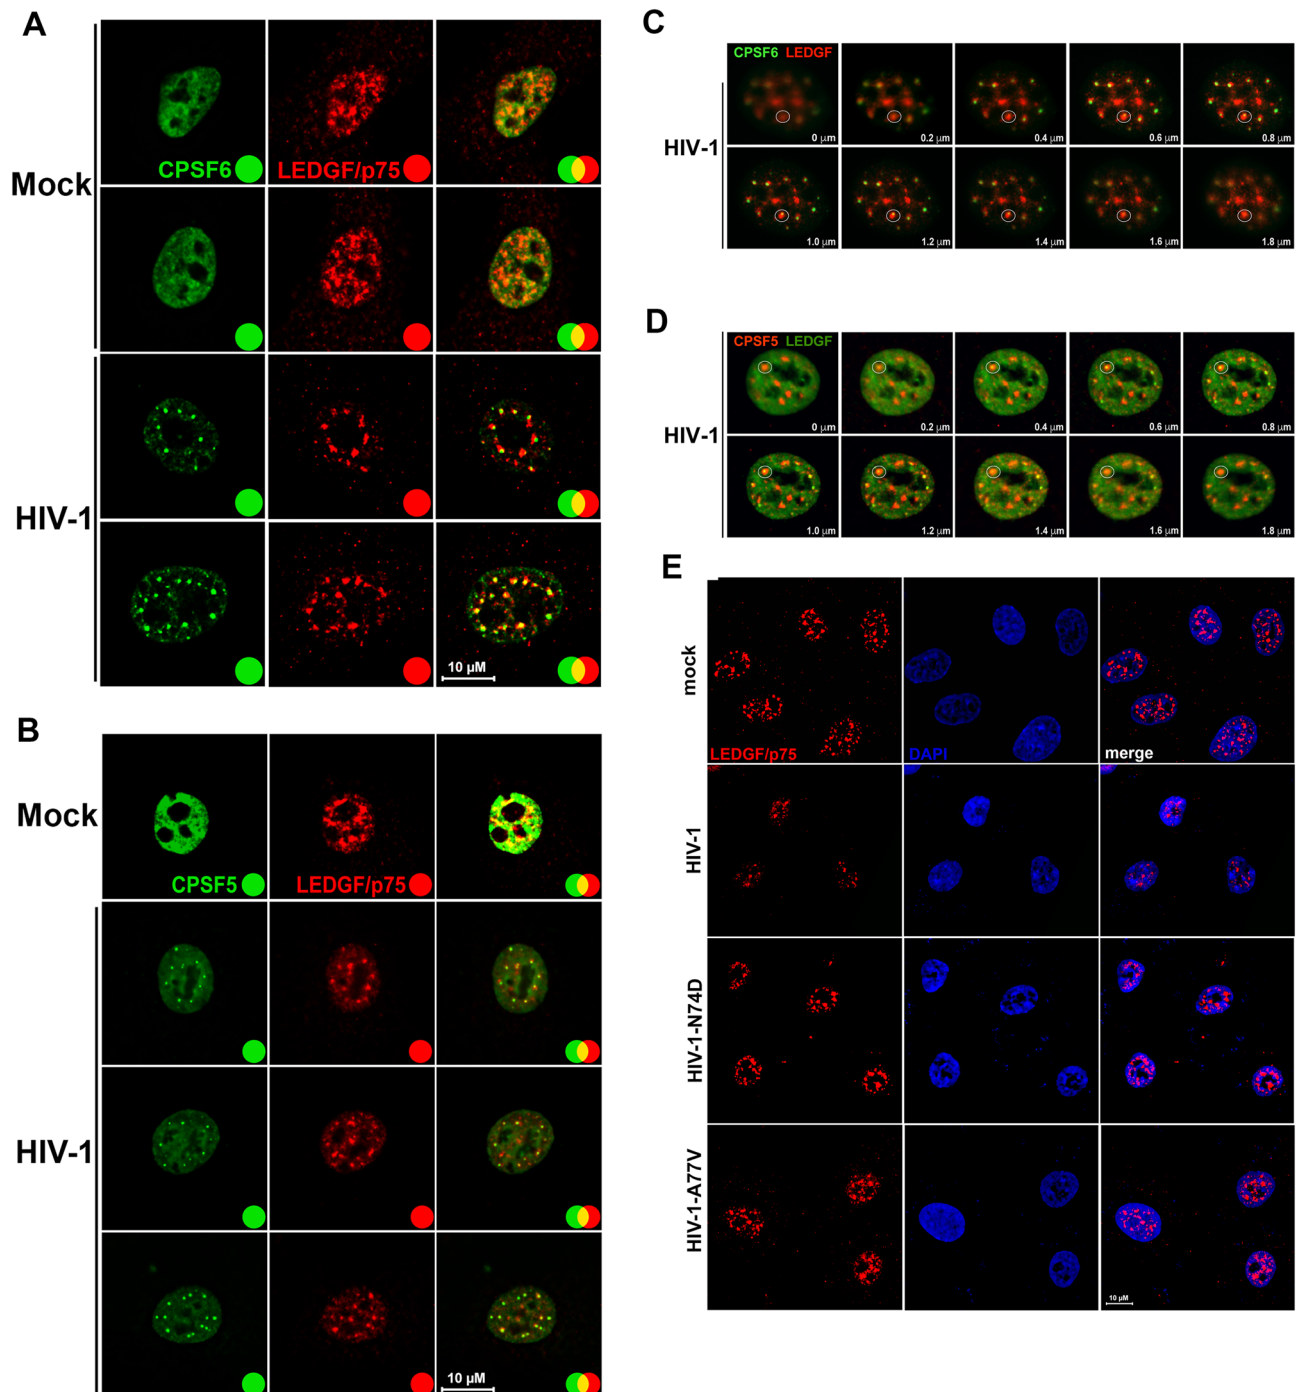 A
Mock
CPSF6
LEDGF/p75
HIV-1
10 µM
B
Mock
CPSF5
LEDGF/p75
HIV-1
10 µM
C
HIV-1
CPSF6 LEDGF
0 µm
0.2 µm
0.4 µm
0.6 µm
0.8 µm
1.0 µm
1.2 µm
1.4 µm
1.6 µm
1.8 µm
D
HIV-1
CPSF5 LEDGF
0 µm
0.2 µm
0.4 µm
0.6 µm
0.8 µm
1.0 µm
1.2 µm
1.4 µm
1.6 µm
1.8 µm
E
mock
LEDGF/p75
DAPI
merge
HIV-1
HIV-1-N74D
HIV-1-A77V
10 µM